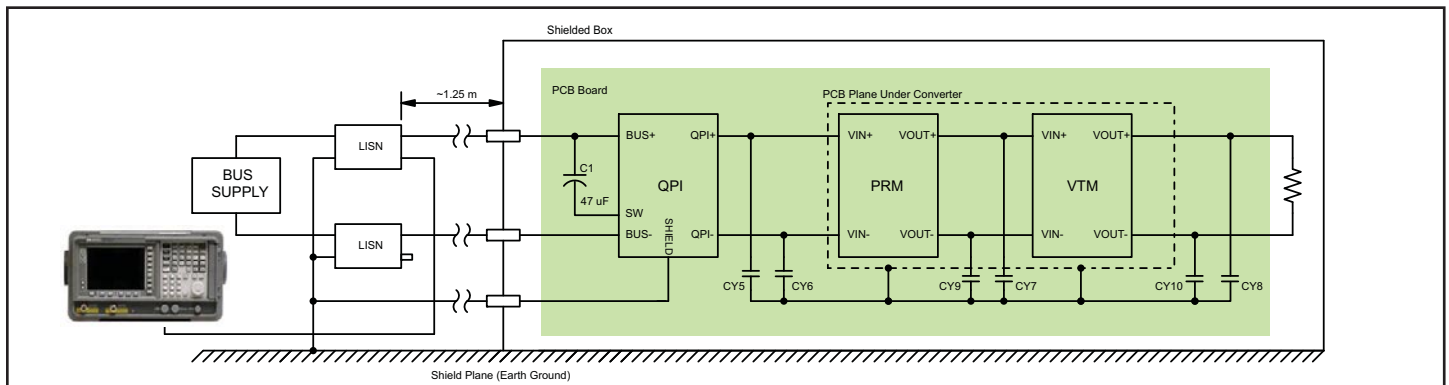 Shielded Box
~1.25 m
PCB Board
PCB Plane Under Converter
LISN
BUS+
QPI+
VIN+
VOUT+
VIN+
VOUT+
BUS
SUPPLY
C1
QPI
PRM
VTM
47 uF
SW
SHIELD
LISN
BUS-
QPI-
VIN-
VOUT-
VIN-
VOUT-
CY5
CY6
CY9
CY7
CY10
CY8
Shield Plane (Earth Ground)